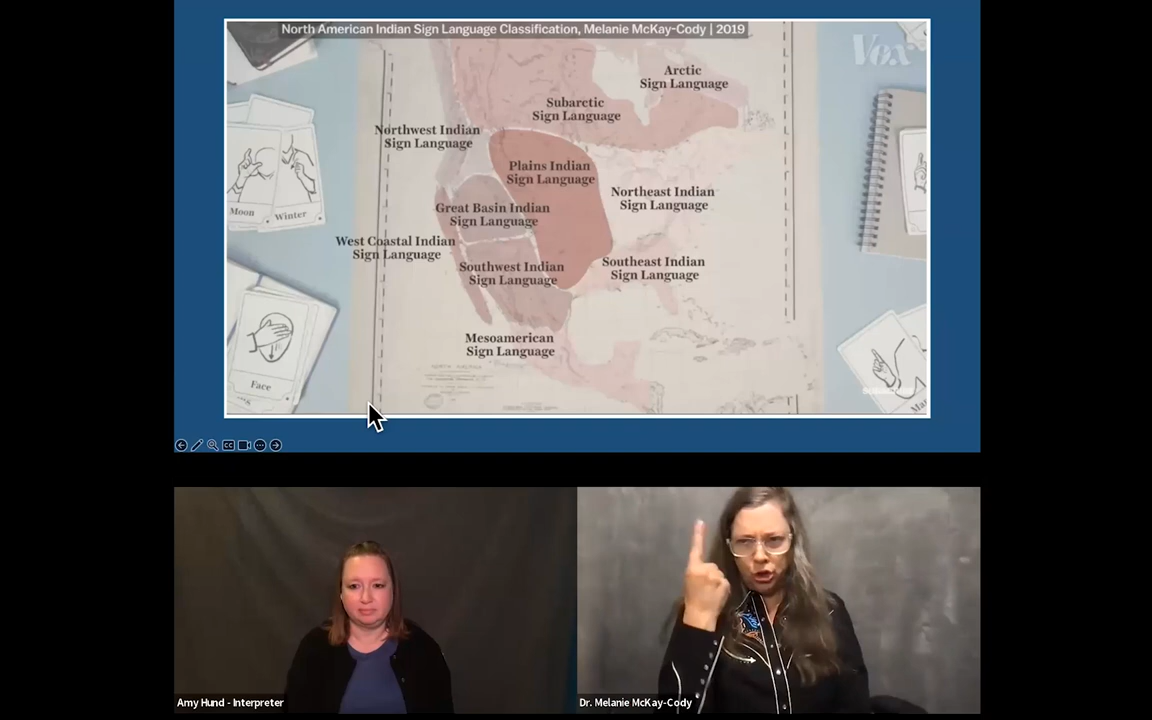 North American Indian Sign Language Classification, Melanie McKay-Cody | 2019
Vox
Arctic
Sign Language
Subarctic
Sign Language
Northwest Indian
Sign Language
Plains Indian
Sign Language
Northeast Indian
Sign Language
Great Basin Indian
Sign Language
West Coastal Indian
Sign Language
Southwest Indian
Sign Language
Southeast Indian
Sign Language
Mesoamerican
Sign Language
Moon
Winter
Face
CC
Amy Hund - Interpreter
Dr. Melanie McKay-Cody